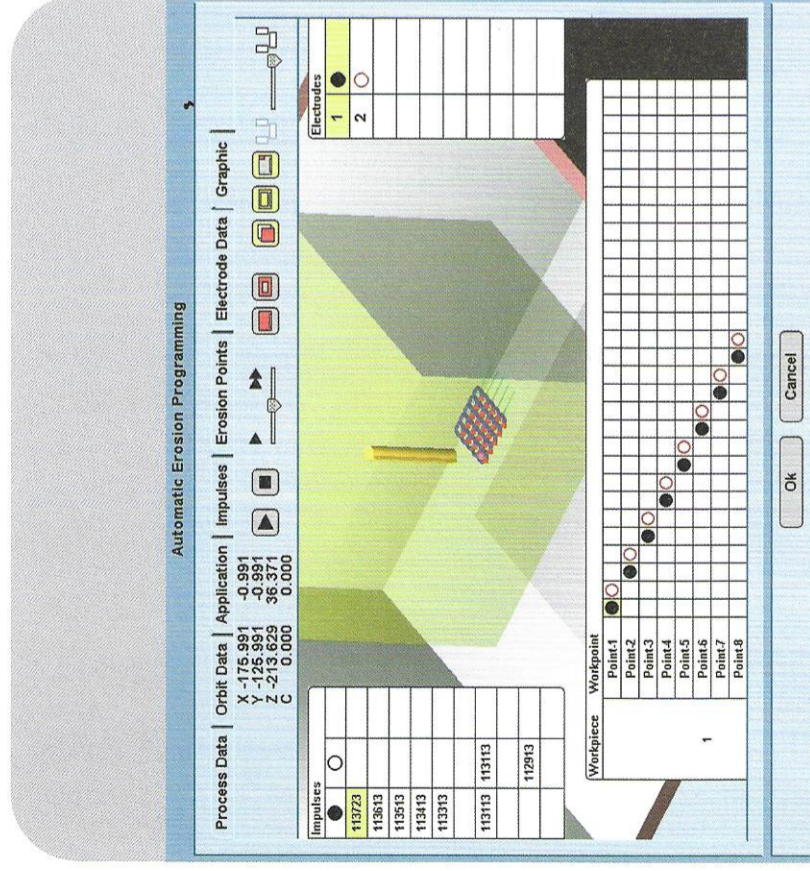 Automatic Erosion Programming
Process Data | Orbit Data | Application | Impulses | Erosion Points | Electrode Data | Graphic |
X -175.991 -0.991
Y -125.991 -0.991
Z -213.629 36.371
C 0.000 0.000
Impulses
113723
113613
113513
113413
113313
113113 113113
112913
Electrodes
1
2
Workpiece Workpoint
1
Point-1
Point-2
Point-3
Point-4
Point-5
Point-6
Point-7
Point-8
Ok Cancel